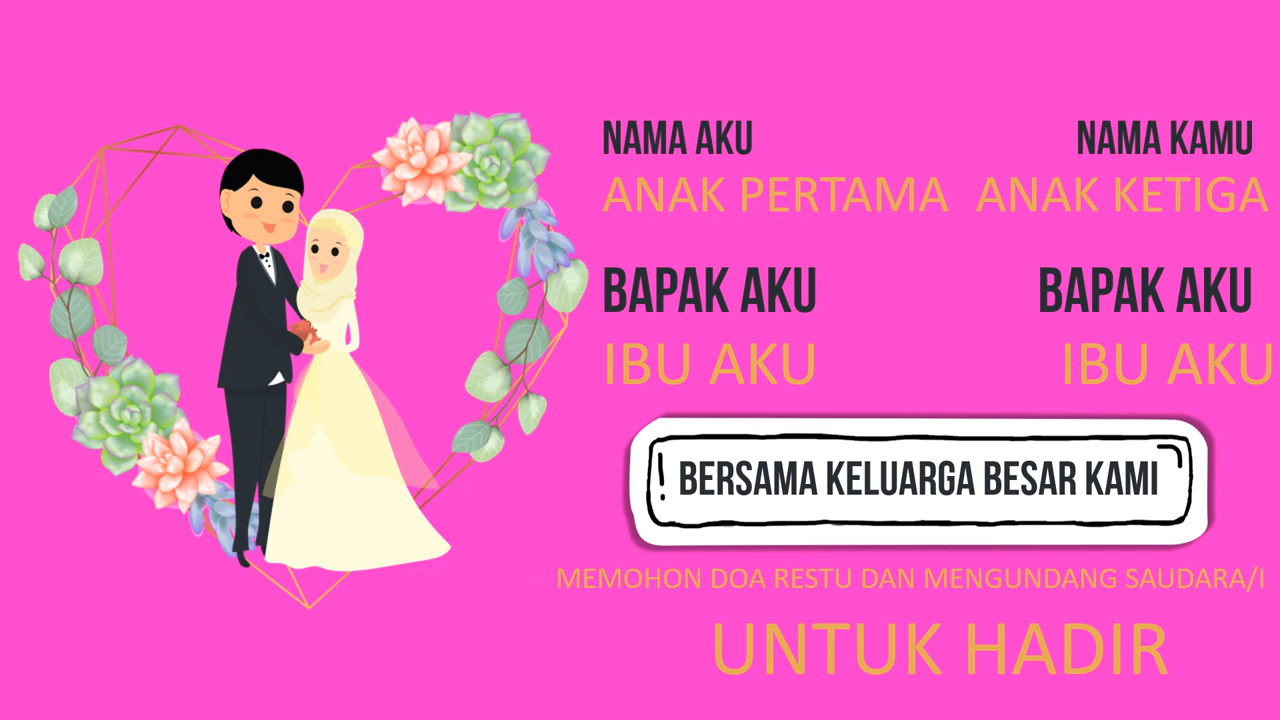 NAMA AKU NAMA KAMU
ANAK PERTAMA ANAK KETIGA
BAPAK AKU BAPAK AKU
IBU AKU IBU AKU
BERSAMA KELUARGA BESAR KAMI
MEMOHON DOA RESTU DAN MENGUNDANG SAUDARA/I
UNTUK HADIR